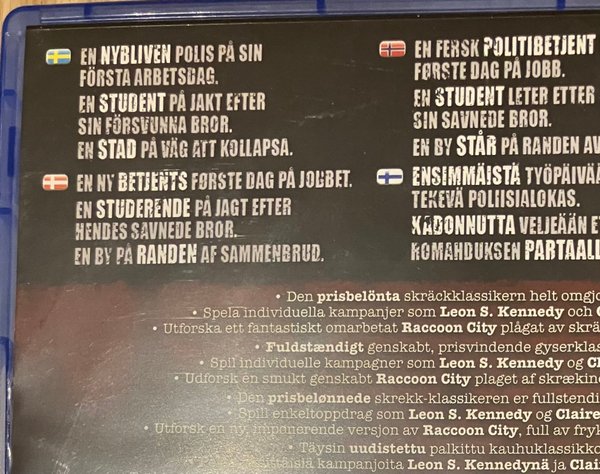 EN NYBLIVEN POLIS PÅ SIN
FÖRSTA ARBETSDAG.
EN STUDENT PÅ JAKT EFTER
SIN FÖRSVUNNA BROR.
EN STAD PÅ VÄG ATT KOLLAPSA.
EN FERSK POLITIBETJENT
FØRSTE DAG PÅ JOBB.
EN STUDENT LETER ETTER
SIN SAVNEDE BROR.
EN BY STÅR PÅ RANDEN AV
EN NY BETJENTS FØRSTE DAG PÅ JOBBET.
EN STUDERENDE PÅ JAGT EFTER
HENDES SAVNEDE BROR.
EN BY PÅ RANDEN AF SAMMENBRUD.
ENSIMMÄISTÄ TYÖPÄIVÄÄ
TEKEVÄ POLIISIALOKAS.
KADONNUTTA VELJEÄÄN
ROMAHDUKSEN PARTAALL
• Den prisbelönta skräckklassikern helt omgjo
• Spela individuella kampanjer som Leon S. Kennedy och
• Utforska ett fantastiskt omarbetat Raccoon City plågat av skrä
• Fuldstændigt genskabt, prisvindende gyserklas
• Spil individuelle kampagner som Leon S. Kennedy og Cl
• Udforsk en smukt genskabt Raccoon City plaget af skrækin
• Den prisbelønnede skrekk-klassikeren er fullstendi
• Spill enkeltoppdrag som Leon S. Kennedy og Claire
• Utforsk en ny, imponerende versjon av Raccoon City, full av fryk
• Täysin uudistettu palkittu kauhuklassikko
kampanjoita Leon S. Kennedynä ja Clai